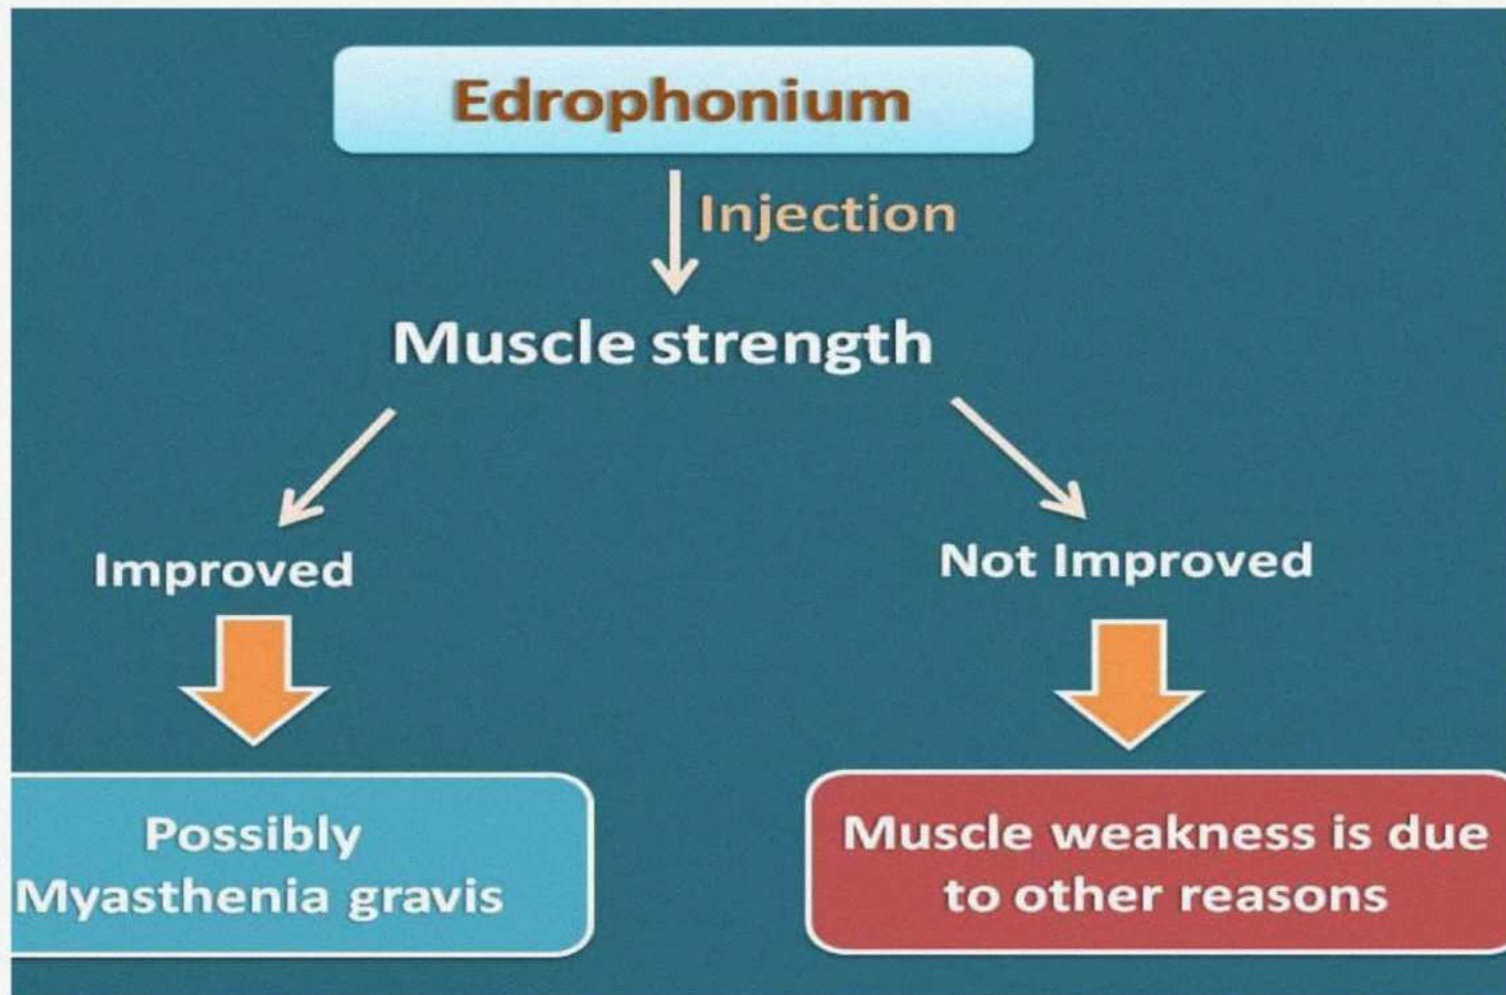 Edrophonium
Injection
Muscle strength
Improved
Not Improved
Possibly
Myasthenia gravis
Muscle weakness is due
to other reasons